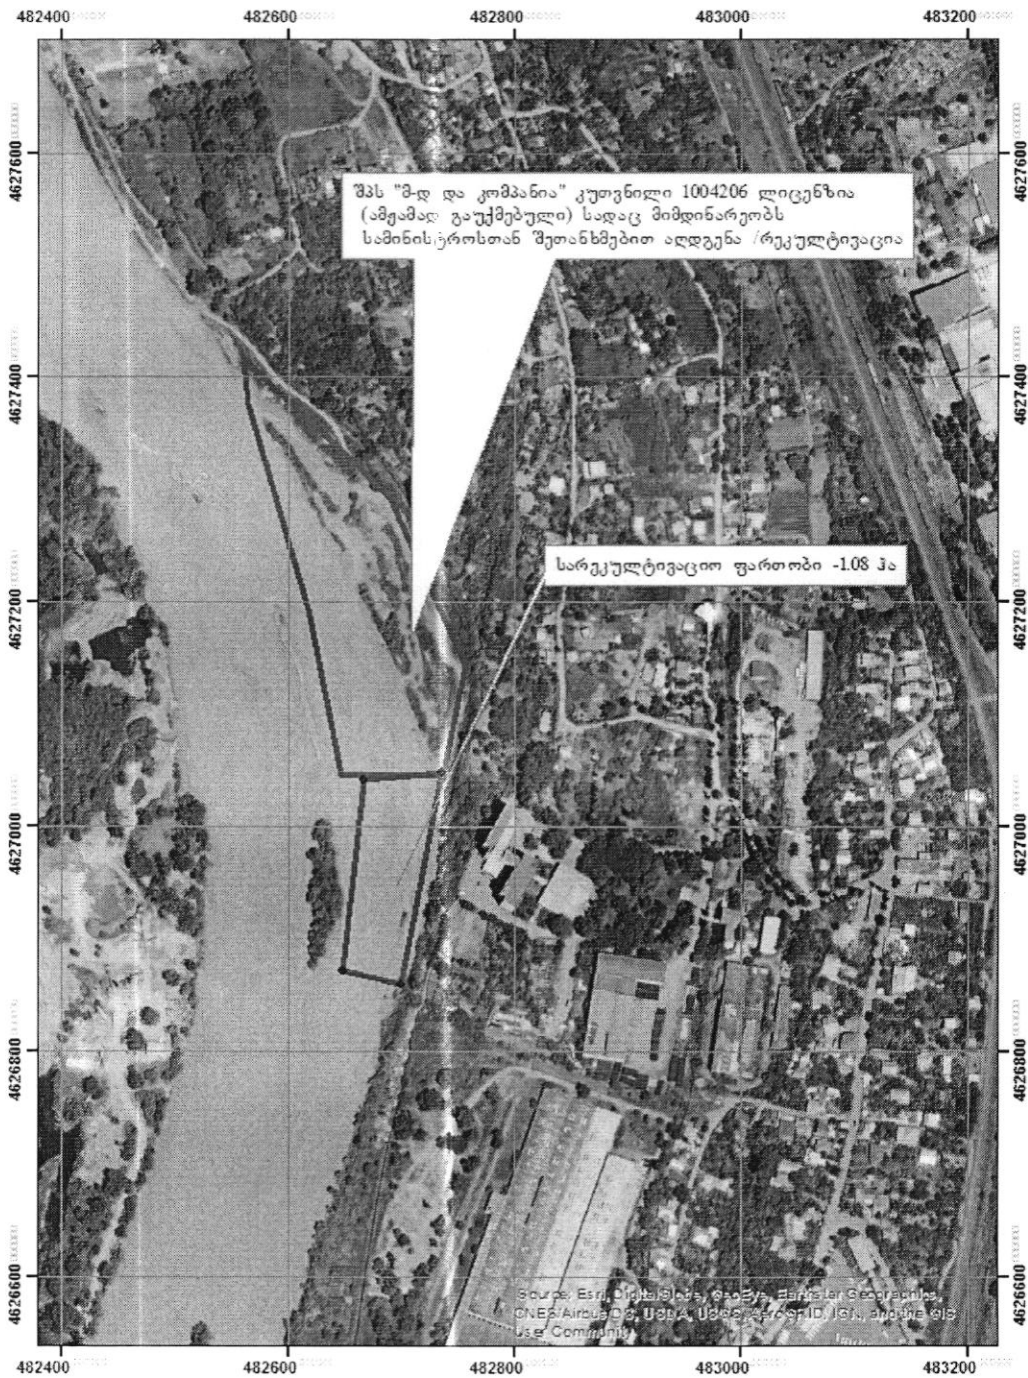 482400 482600 482800 483000 483200
4627600 4627600
შპს "მ-დ და კომპანია" კუთვნილი 1004206 ლიცენზია
(ამჟამად გაუქმებული) სადაც მიმდინარეობს
სამინისტროსთან შეთანხმებით აღდგენა /რეკულტივაცია
4627400 4627400
სარეკულტივაციო ფართობი -1.08 ჰა
4627200 4627200
4627000 4627000
4626800 4626800
4626600 4626600
Source: Esri, DigitalGlobe, GeoEye, Earthstar Geographics,
CNES/Airbus DS, USDA, USGS, AeroGRID, IGN, and the GIS
User Community
482400 482600 482800 483000 483200